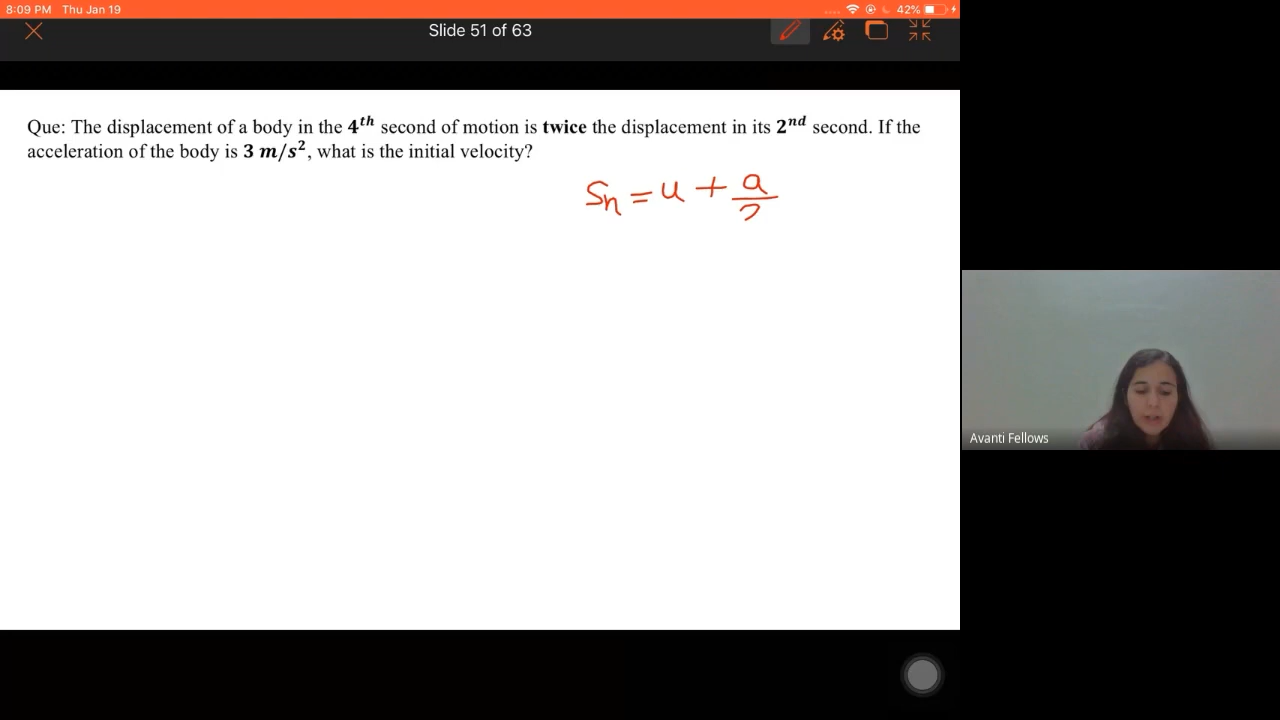 8:09 PM Thu Jan 19
42%
Slide 51 of 63
Que: The displacement of a body in the 4th second of motion is twice the displacement in its 2nd second. If the
acceleration of the body is 3 m/s², what is the initial velocity?
Sn = u + a/2
Avanti Fellows